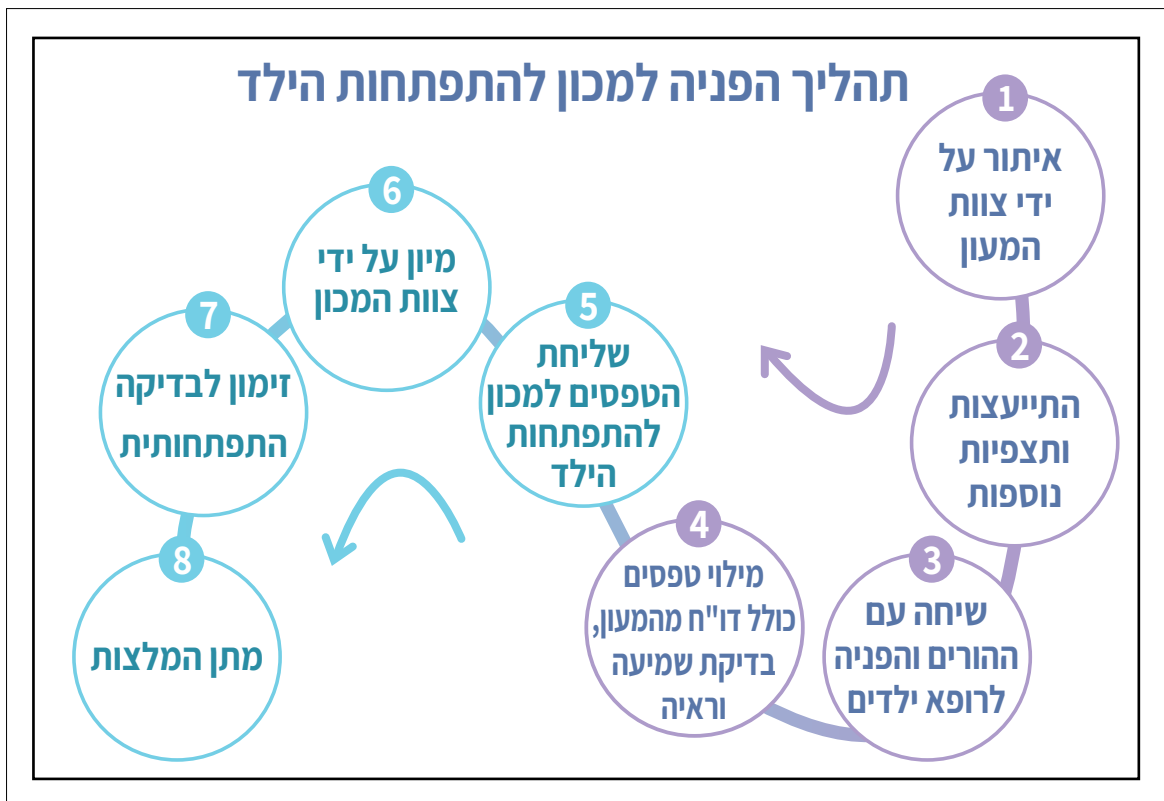 תהליך הפניה למכון להתפתחות הילד
1
איתור על
ידי צוות
המעון
2
התייעצות
ותצפיות
נוספות
3
שיחה עם
ההורים והפניה
לרופא ילדים
4
מילוי טפסים
כולל דו"ח מהמעון,
בדיקת שמיעה
וראיה
5
שליחת
הטפסים למכון
להתפתחות
הילד
6
מיון על ידי
צוות המכון
7
זימון לבדיקה
התפתחותית
8
מתן המלצות